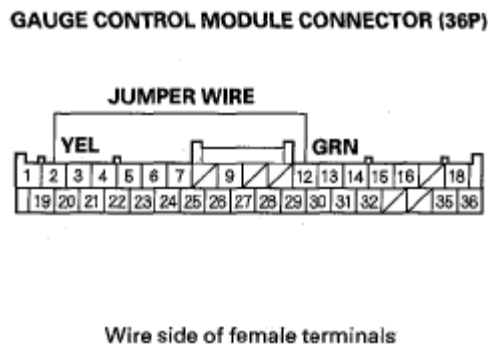 GAUGE CONTROL MODULE CONNECTOR (36P)
JUMPER WIRE
YEL GRN
1 2 3 4 5 6 7 9 12 13 14 15 16 18
19 20 21 22 23 24 25 26 27 28 29 30 31 32 35 36
Wire side of female terminals